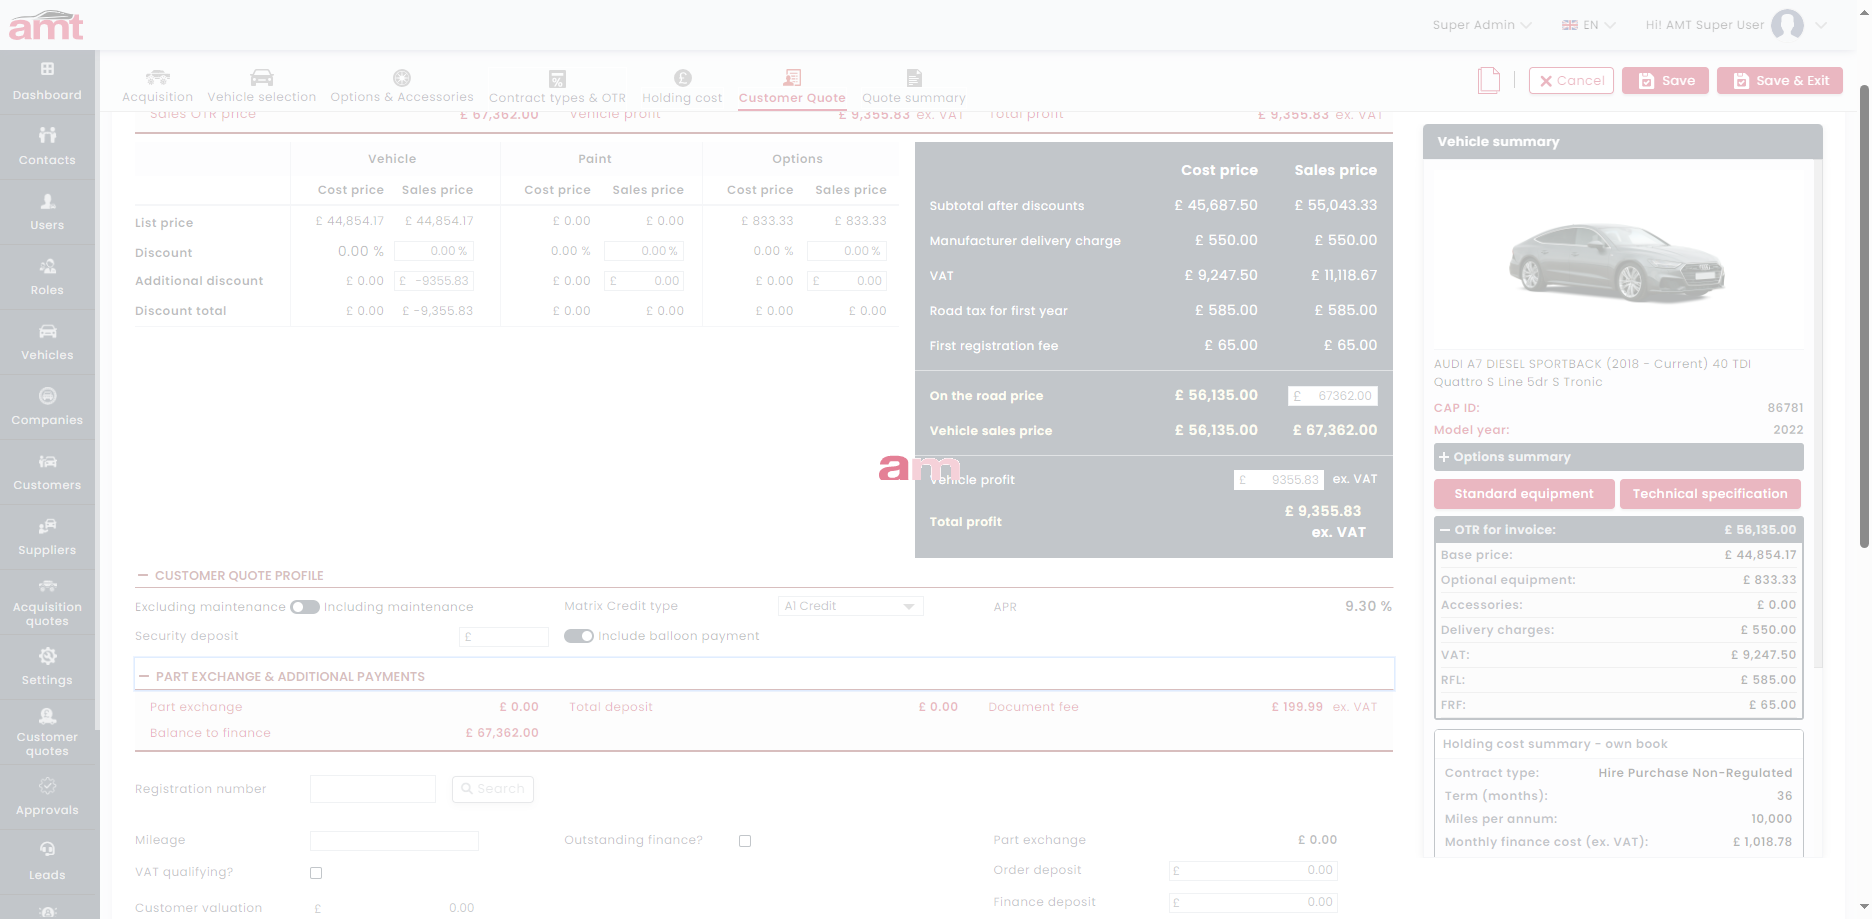 amt
Super Admin
EN
Hi! AMT Super User
Dashboard
Contacts
Users
Roles
Vehicles
Companies
Customers
Suppliers
Acquisition
quotes
Settings
Customer
quotes
Approvals
Leads
Acquisition
Vehicle selection
Options & Accessories
Contract types & OTR
Holding cost
Customer Quote
Quote summary
Cancel
Save
Save & Exit
Sales OTR price £ 67,362.00 Vehicle profit £ 9,355.83 ex. VAT Total profit £ 9,355.83 ex. VAT
Vehicle Paint Options
Cost price Sales price Cost price Sales price Cost price Sales price
List price £ 44,854.17 £ 44,854.17 £ 0.00 £ 0.00 £ 833.33 £ 833.33
Discount 0.00 % 0.00 % 0.00 % 0.00 % 0.00 % 0.00 %
Additional discount £ 0.00 £ -9355.83 £ 0.00 £ 0.00 £ 0.00 £ 0.00
Discount total £ 0.00 £ -9,355.83 £ 0.00 £ 0.00 £ 0.00 £ 0.00
Cost price Sales price
Subtotal after discounts £ 45,687.50 £ 55,043.33
Manufacturer delivery charge £ 550.00 £ 550.00
VAT £ 9,247.50 £ 11,118.67
Road tax for first year £ 585.00 £ 585.00
First registration fee £ 65.00 £ 65.00
On the road price £ 56,135.00 £ 67362.00
Vehicle sales price £ 56,135.00 £ 67,362.00
am
Vehicle profit £ 9355.83 ex. VAT
Total profit £ 9,355.83
ex. VAT
CUSTOMER QUOTE PROFILE
Excluding maintenance Including maintenance Matrix Credit type A1 Credit APR 9.30 %
Security deposit £ Include balloon payment
PART EXCHANGE & ADDITIONAL PAYMENTS
Part exchange £ 0.00 Total deposit £ 0.00 Document fee £ 199.99 ex. VAT
Balance to finance £ 67,362.00
Registration number Search
Mileage Outstanding finance? Part exchange £ 0.00
VAT qualifying? Order deposit £ 0.00
Customer valuation £ 0.00 Finance deposit £ 0.00
Vehicle summary
AUDI A7 DIESEL SPORTBACK (2018 - Current) 40 TDI
Quattro S Line 5dr S Tronic
CAP ID: 86781
Model year: 2022
Options summary
Standard equipment Technical specification
OTR for invoice: £ 56,135.00
Base price: £ 44,854.17
Optional equipment: £ 833.33
Accessories: £ 0.00
Delivery charges: £ 550.00
VAT: £ 9,247.50
RFL: £ 585.00
FRF: £ 65.00
Holding cost summary - own book
Contract type: Hire Purchase Non-Regulated
Term (months): 36
Miles per annum: 10,000
Monthly finance cost (ex. VAT): £ 1,018.78